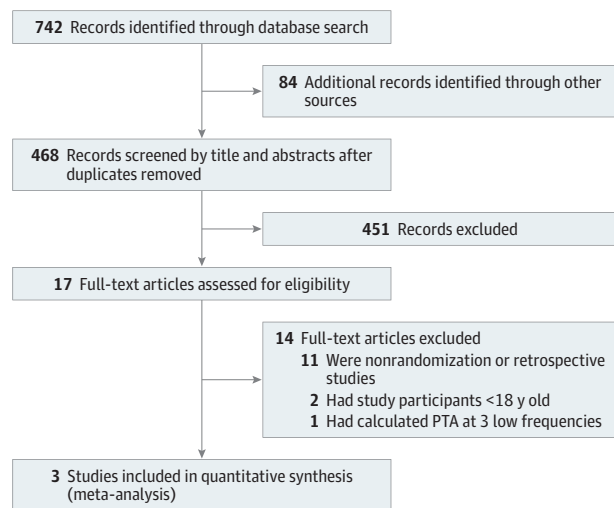 742 Records identified through database search
84 Additional records identified through other
sources
468 Records screened by title and abstracts after
duplicates removed
451 Records excluded
17 Full-text articles assessed for eligibility
14 Full-text articles excluded
11 Were nonrandomization or retrospective
studies
2 Had study participants <18 y old
1 Had calculated PTA at 3 low frequencies
3 Studies included in quantitative synthesis
(meta-analysis)